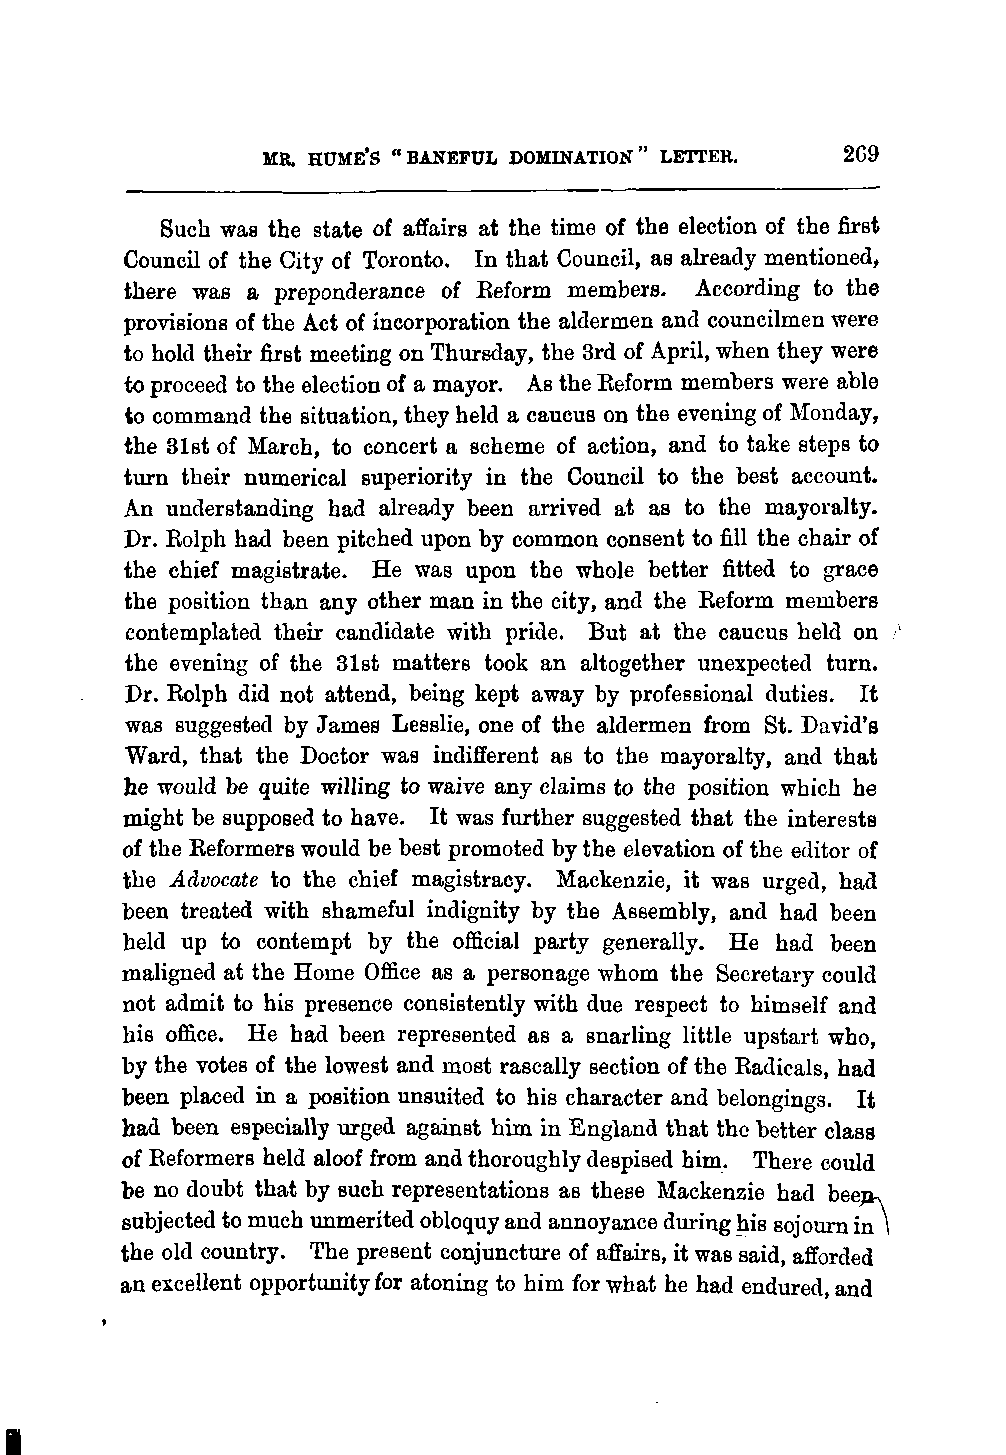 MR. HUME'S "BANEFUL DOMINATION" LETTER. 269
Such was the state of affairs at the time of the election of the first
Council of the City of Toronto. In that Council, as already mentioned,
there was a preponderance of Reform members. According to the
provisions of the Act of incorporation the aldermen and councilmen were
to hold their first meeting on Thursday, the 3rd of April, when they were
to proceed to the election of a mayor. As the Reform members were able
to command the situation, they held a caucus on the evening of Monday,
the 31st of March, to concert a scheme of action, and to take steps to
turn their numerical superiority in the Council to the best account.
An understanding had already been arrived at as to the mayoralty.
Dr. Rolph had been pitched upon by common consent to fill the chair of
the chief magistrate. He was upon the whole better fitted to grace
the position than any other man in the city, and the Reform members
contemplated their candidate with pride. But at the caucus held on
the evening of the 31st matters took an altogether unexpected turn.
Dr. Rolph did not attend, being kept away by professional duties. It
was suggested by James Lesslie, one of the aldermen from St. David's
Ward, that the Doctor was indifferent as to the mayoralty, and that
he would be quite willing to waive any claims to the position which he
might be supposed to have. It was further suggested that the interests
of the Reformers would be best promoted by the elevation of the editor of
the Advocate to the chief magistracy. Mackenzie, it was urged, had
been treated with shameful indignity by the Assembly, and had been
held up to contempt by the official party generally. He had been
maligned at the Home Office as a personage whom the Secretary could
not admit to his presence consistently with due respect to himself and
his office. He had been represented as a snarling little upstart who,
by the votes of the lowest and most rascally section of the Radicals, had
been placed in a position unsuited to his character and belongings. It
had been especially urged against him in England that the better class
of Reformers held aloof from and thoroughly despised him. There could
be no doubt that by such representations as these Mackenzie had been
subjected to much unmerited obloquy and annoyance during his sojourn in
the old country. The present conjuncture of affairs, it was said, afforded
an excellent opportunity for atoning to him for what he had endured, and